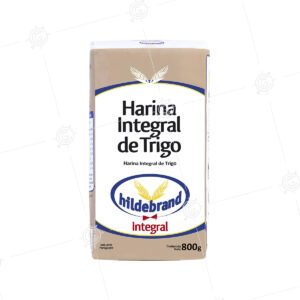 Harina
Integral
de Trigo
Harina Integral de Trigo
hildebrand
integral
800g